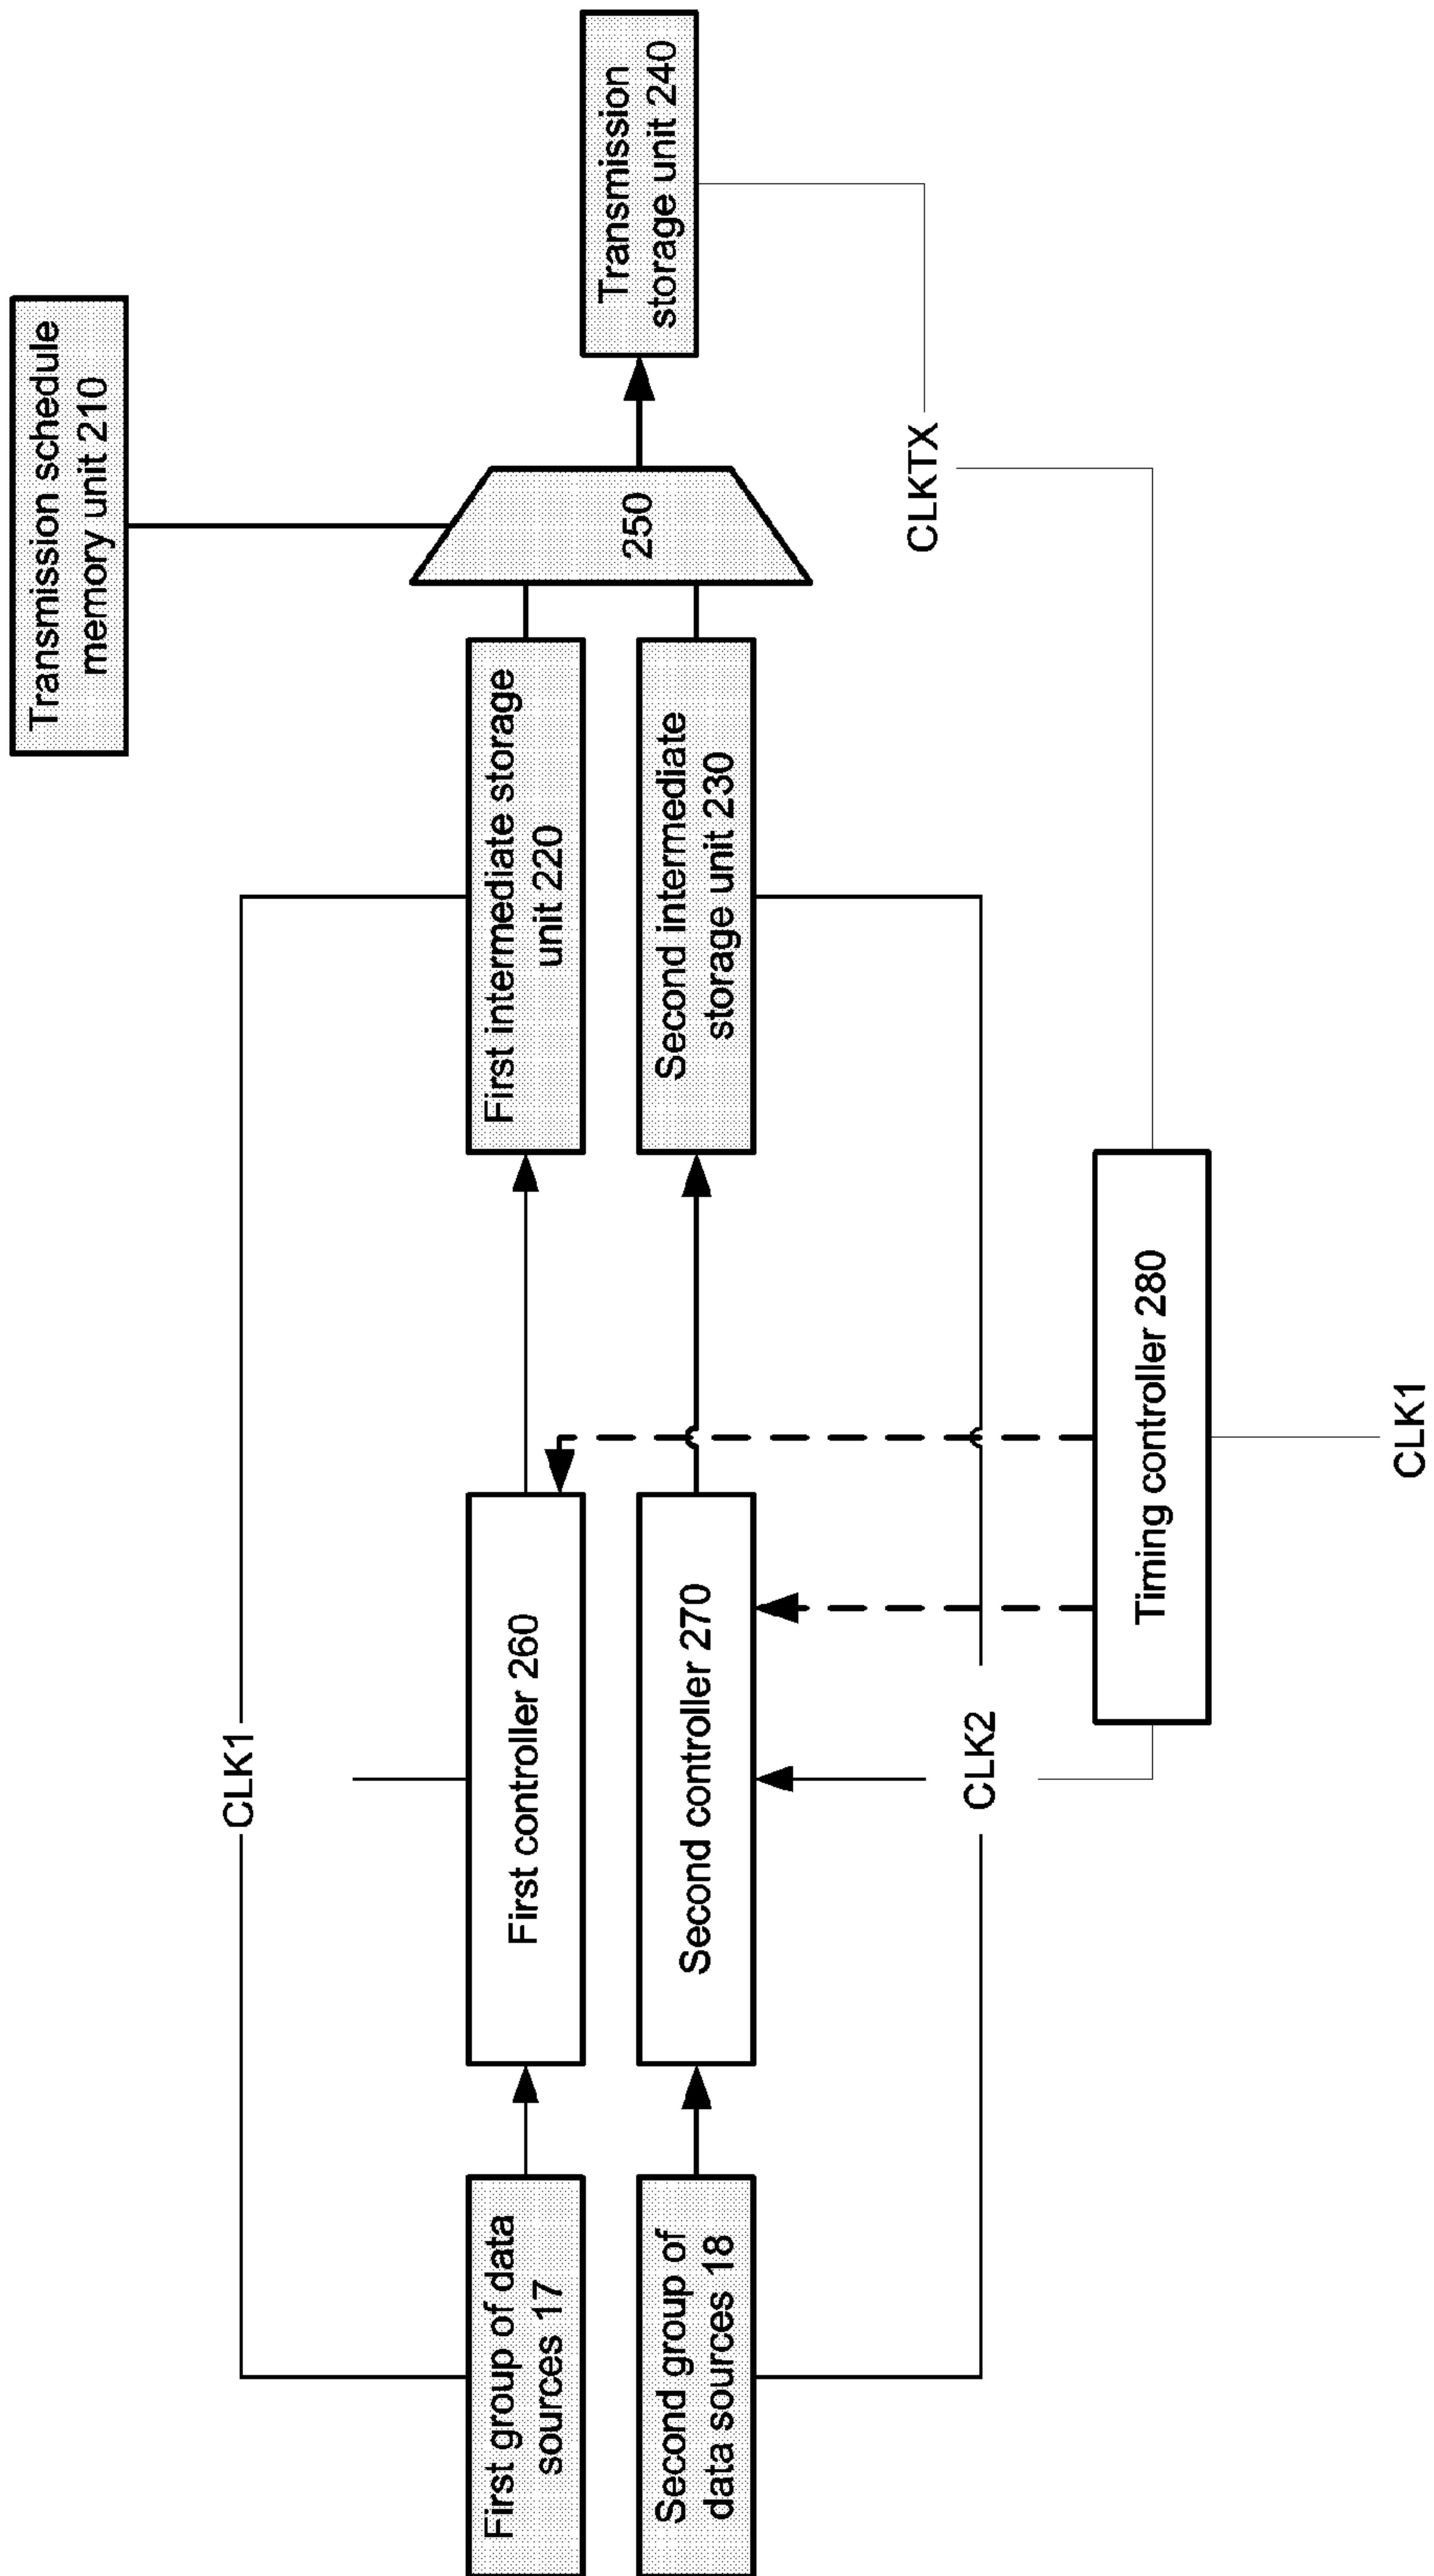 Transmission schedule
memory unit 210
Transmission
storage unit 240
250
CLKTX
First intermediate storage
unit 220
Second intermediate
storage unit 230
CLK1
First controller 260
Second controller 270
CLK2
Timing controller 280
CLK1
First group of data
sources 17
Second group of
data sources 18